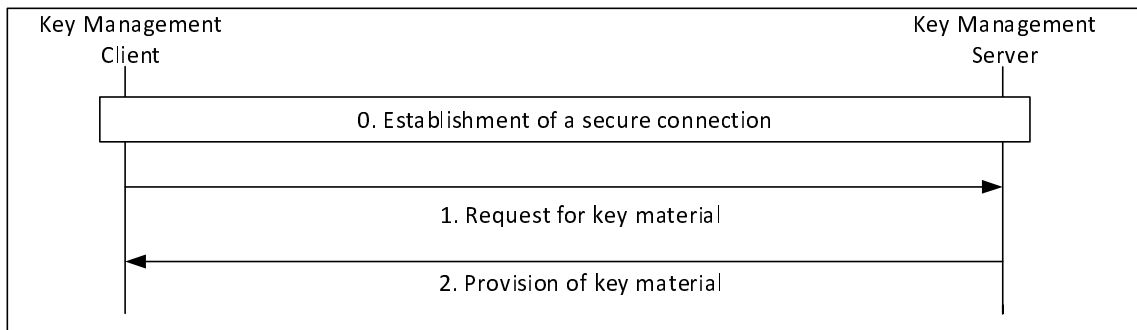 Key Management
Client
Key Management
Server
0. Establishment of a secure connection
1. Request for key material
2. Provision of key material